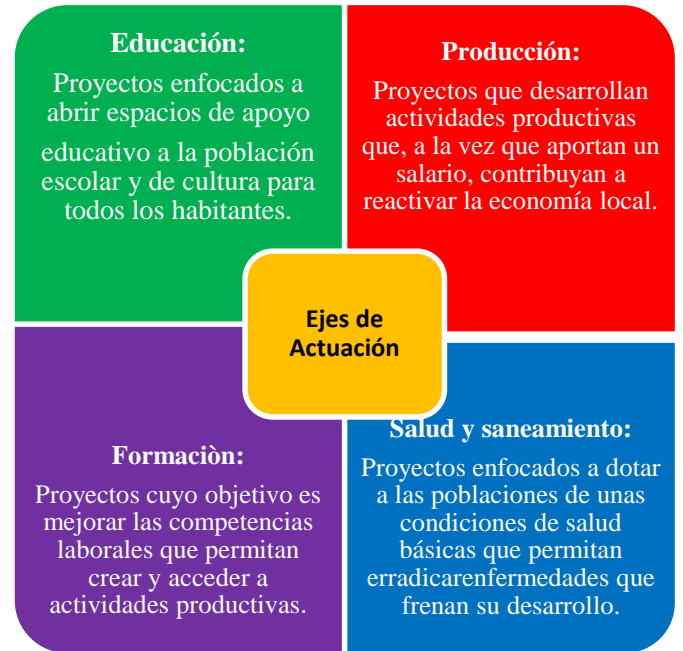 Educación:
Proyectos enfocados a
abrir espacios de apoyo
educativo a la población
escolar y de cultura para
todos los habitantes.
Producción:
Proyectos que desarrollan
actividades productivas
que, a la vez que aportan un
salario, contribuyan a
reactivar la economía local.
Ejes de
Actuación
Formaciòn:
Proyectos cuyo objetivo es
mejorar las competencias
laborales que permitan
crear y acceder a
actividades productivas.
Salud y saneamiento:
Proyectos enfocados a dotar
a las poblaciones de unas
condiciones de salud
básicas que permitan
erradicarenfermedades que
frenan su desarrollo.